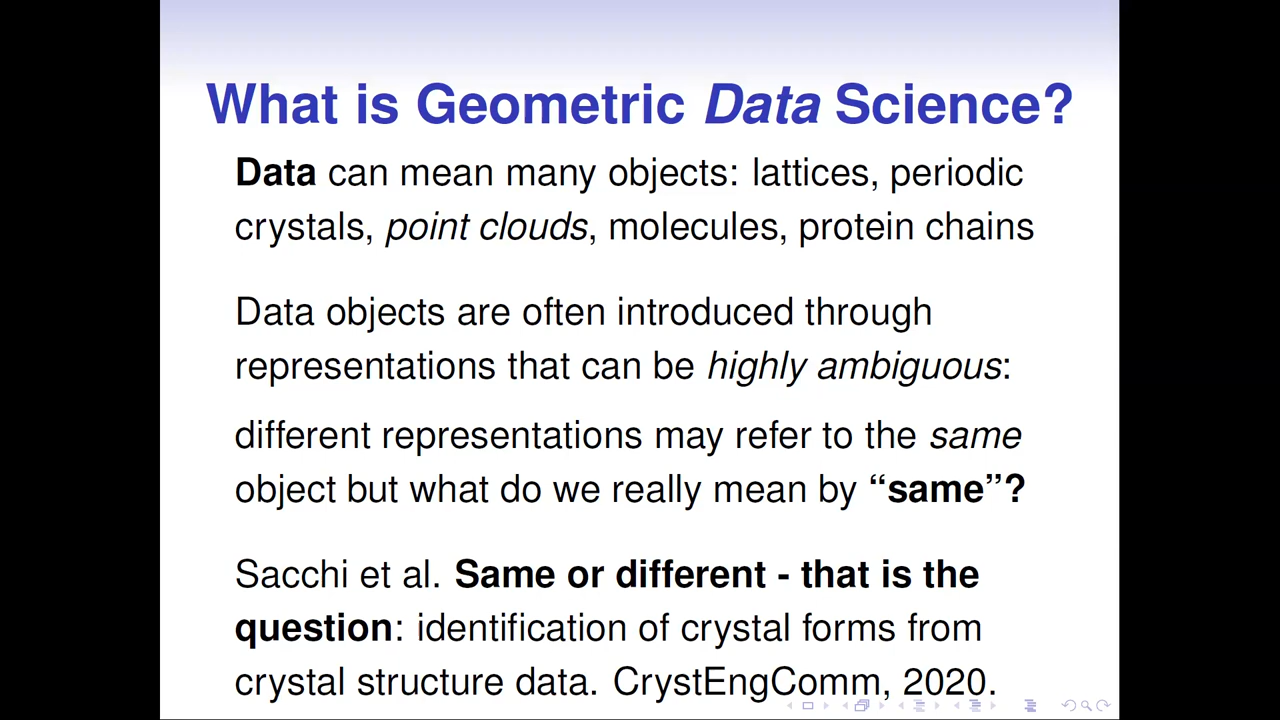 What is Geometric Data Science?
Data can mean many objects: lattices, periodic
crystals, point clouds, molecules, protein chains
Data objects are often introduced through
representations that can be highly ambiguous:
different representations may refer to the same
object but what do we really mean by “same”?
Sacchi et al. Same or different - that is the
question: identification of crystal forms from
crystal structure data. CrystEngComm, 2020.